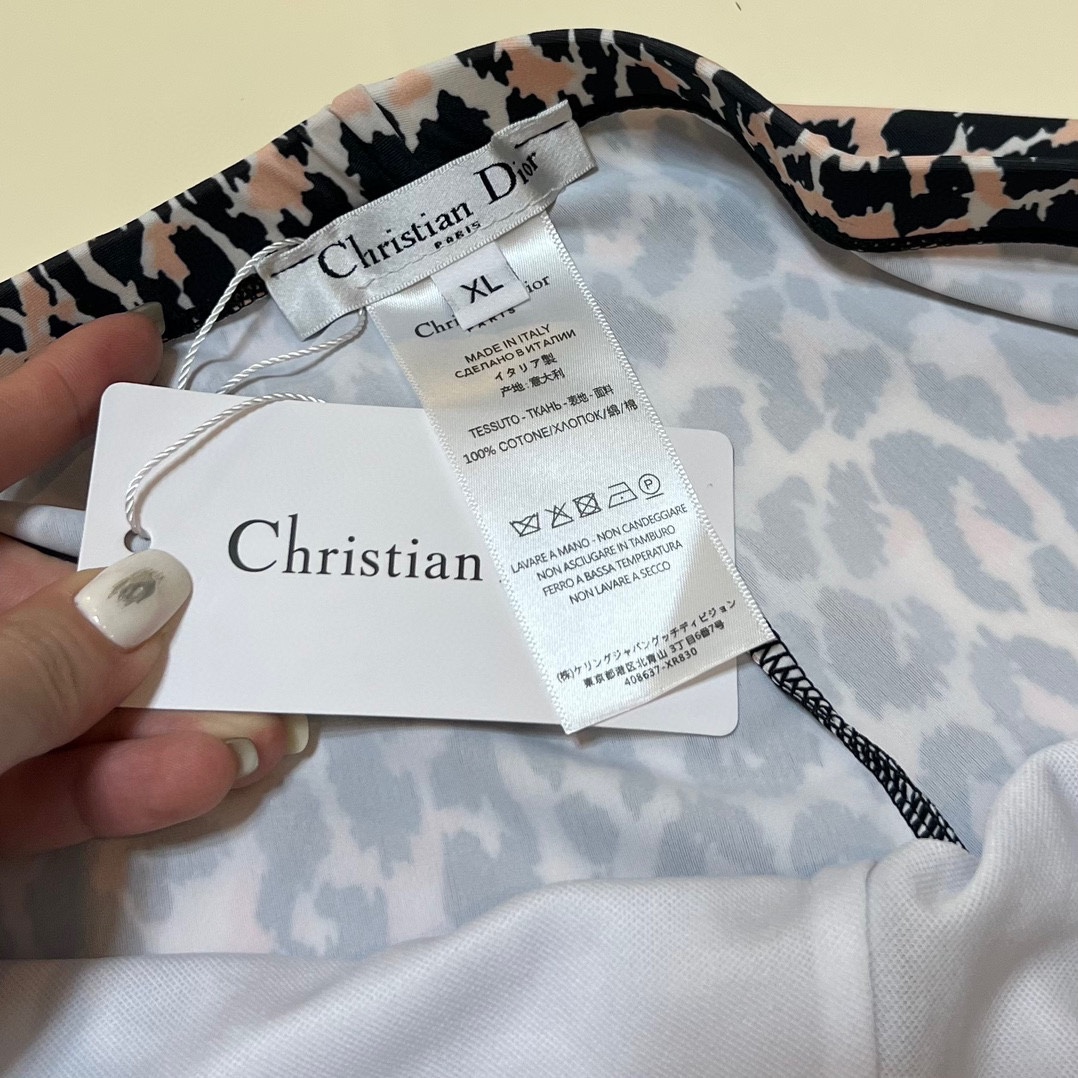 Christian Dior
PARIS
XL
Chr ior
PARIS
MADE IN ITALY
СДЕЛАНО В ИТАЛИИ
イタリア製
产地:意大利
TESSUTO - ТКАНЬ - 表地 - 面料
100% COTONE/ХЛОПОК/綿/棉
P
LAVARE A MANO - NON CANDEGGIARE
NON ASCIUGARE IN TAMBURO
FERRO A BASSA TEMPERATURA
NON LAVARE A SECCO
(株)ケリングジャパングッチディビジョン
東京都港区北青山 3丁目6番7号
408637-XR830
Christian